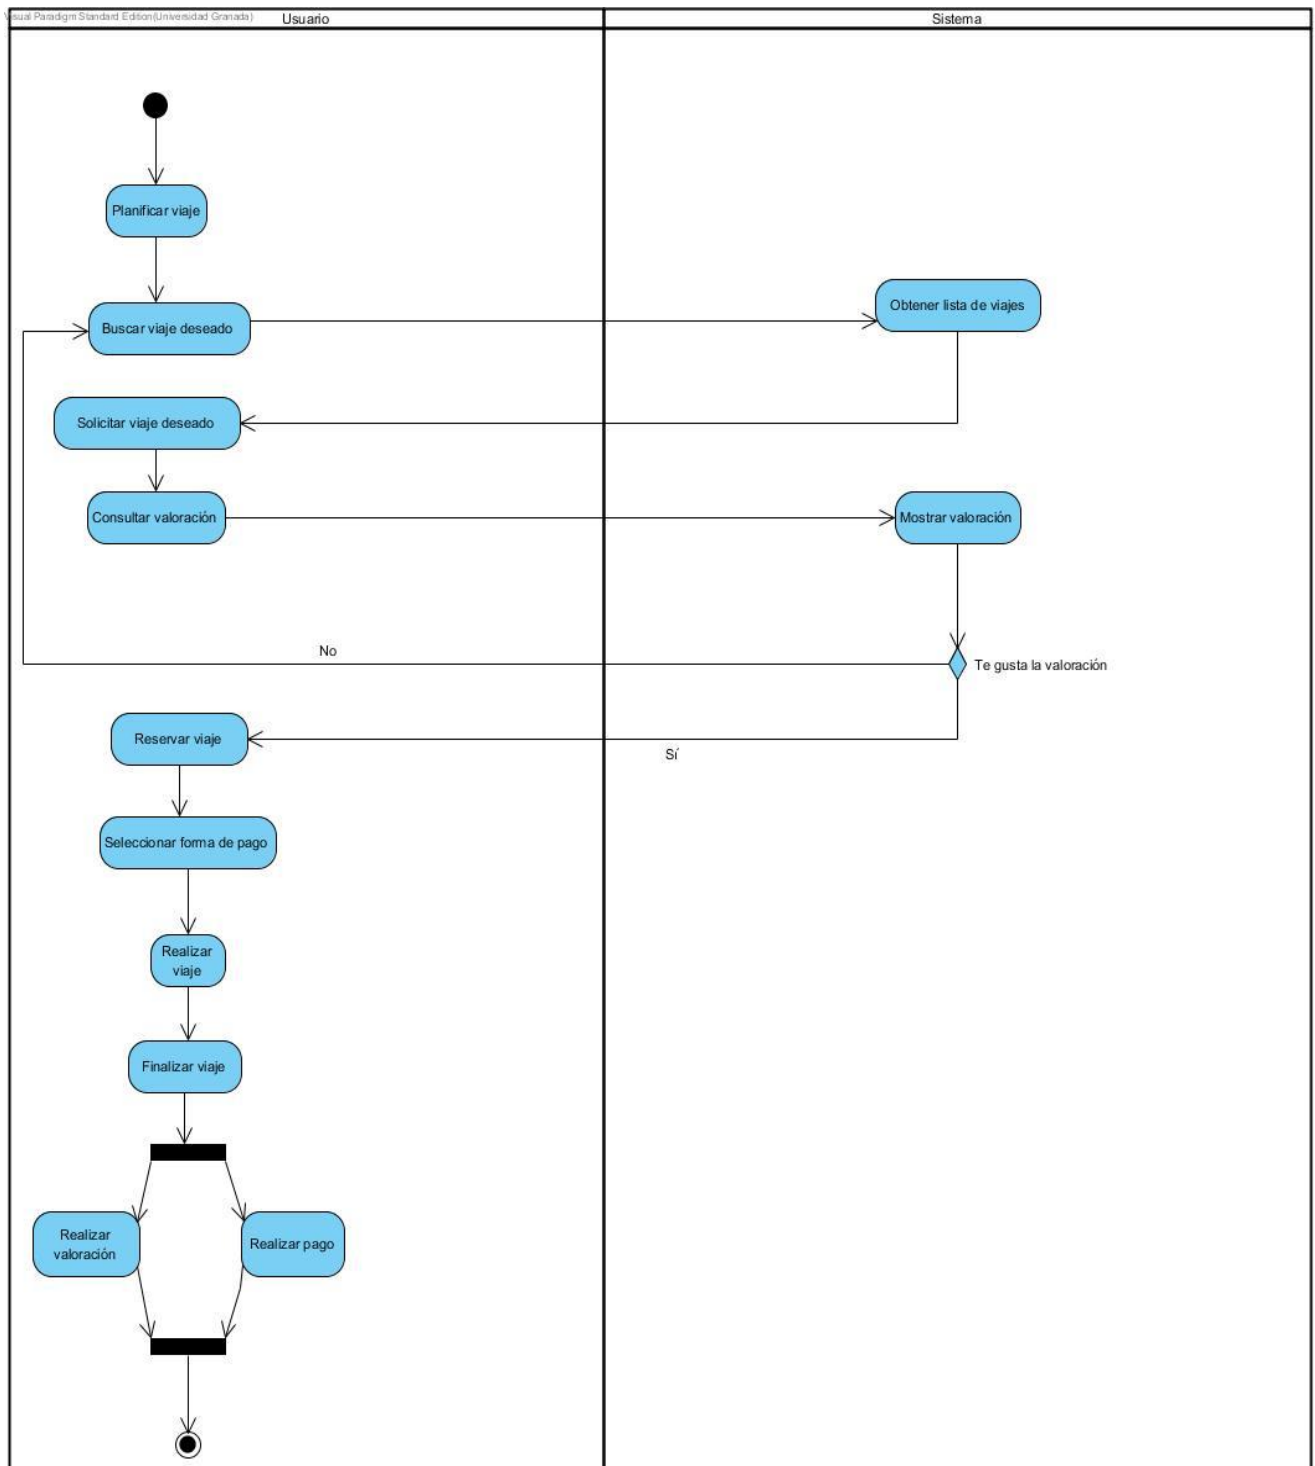 Visual Paradigm Standard Edition(Universidad Granada)
Usuario
Sistema
Planificar viaje
Buscar viaje deseado
Obtener lista de viajes
Solicitar viaje deseado
Consultar valoración
Mostrar valoración
No
Te gusta la valoración
Reservar viaje
Sí
Seleccionar forma de pago
Realizar
viaje
Finalizar viaje
Realizar
valoración
Realizar pago